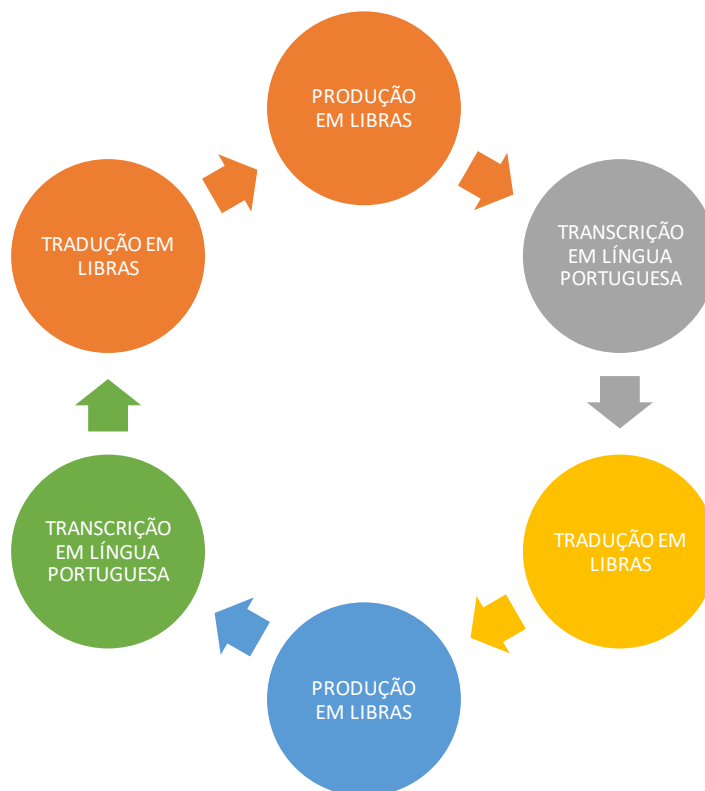 PRODUÇÃO
EM LIBRAS
TRANSCRIÇÃO
EM LÍNGUA
PORTUGUESA
TRADUÇÃO EM
LIBRAS
PRODUÇÃO
EM LIBRAS
TRANSCRIÇÃO
EM LÍNGUA
PORTUGUESA
TRADUÇÃO EM
LIBRAS